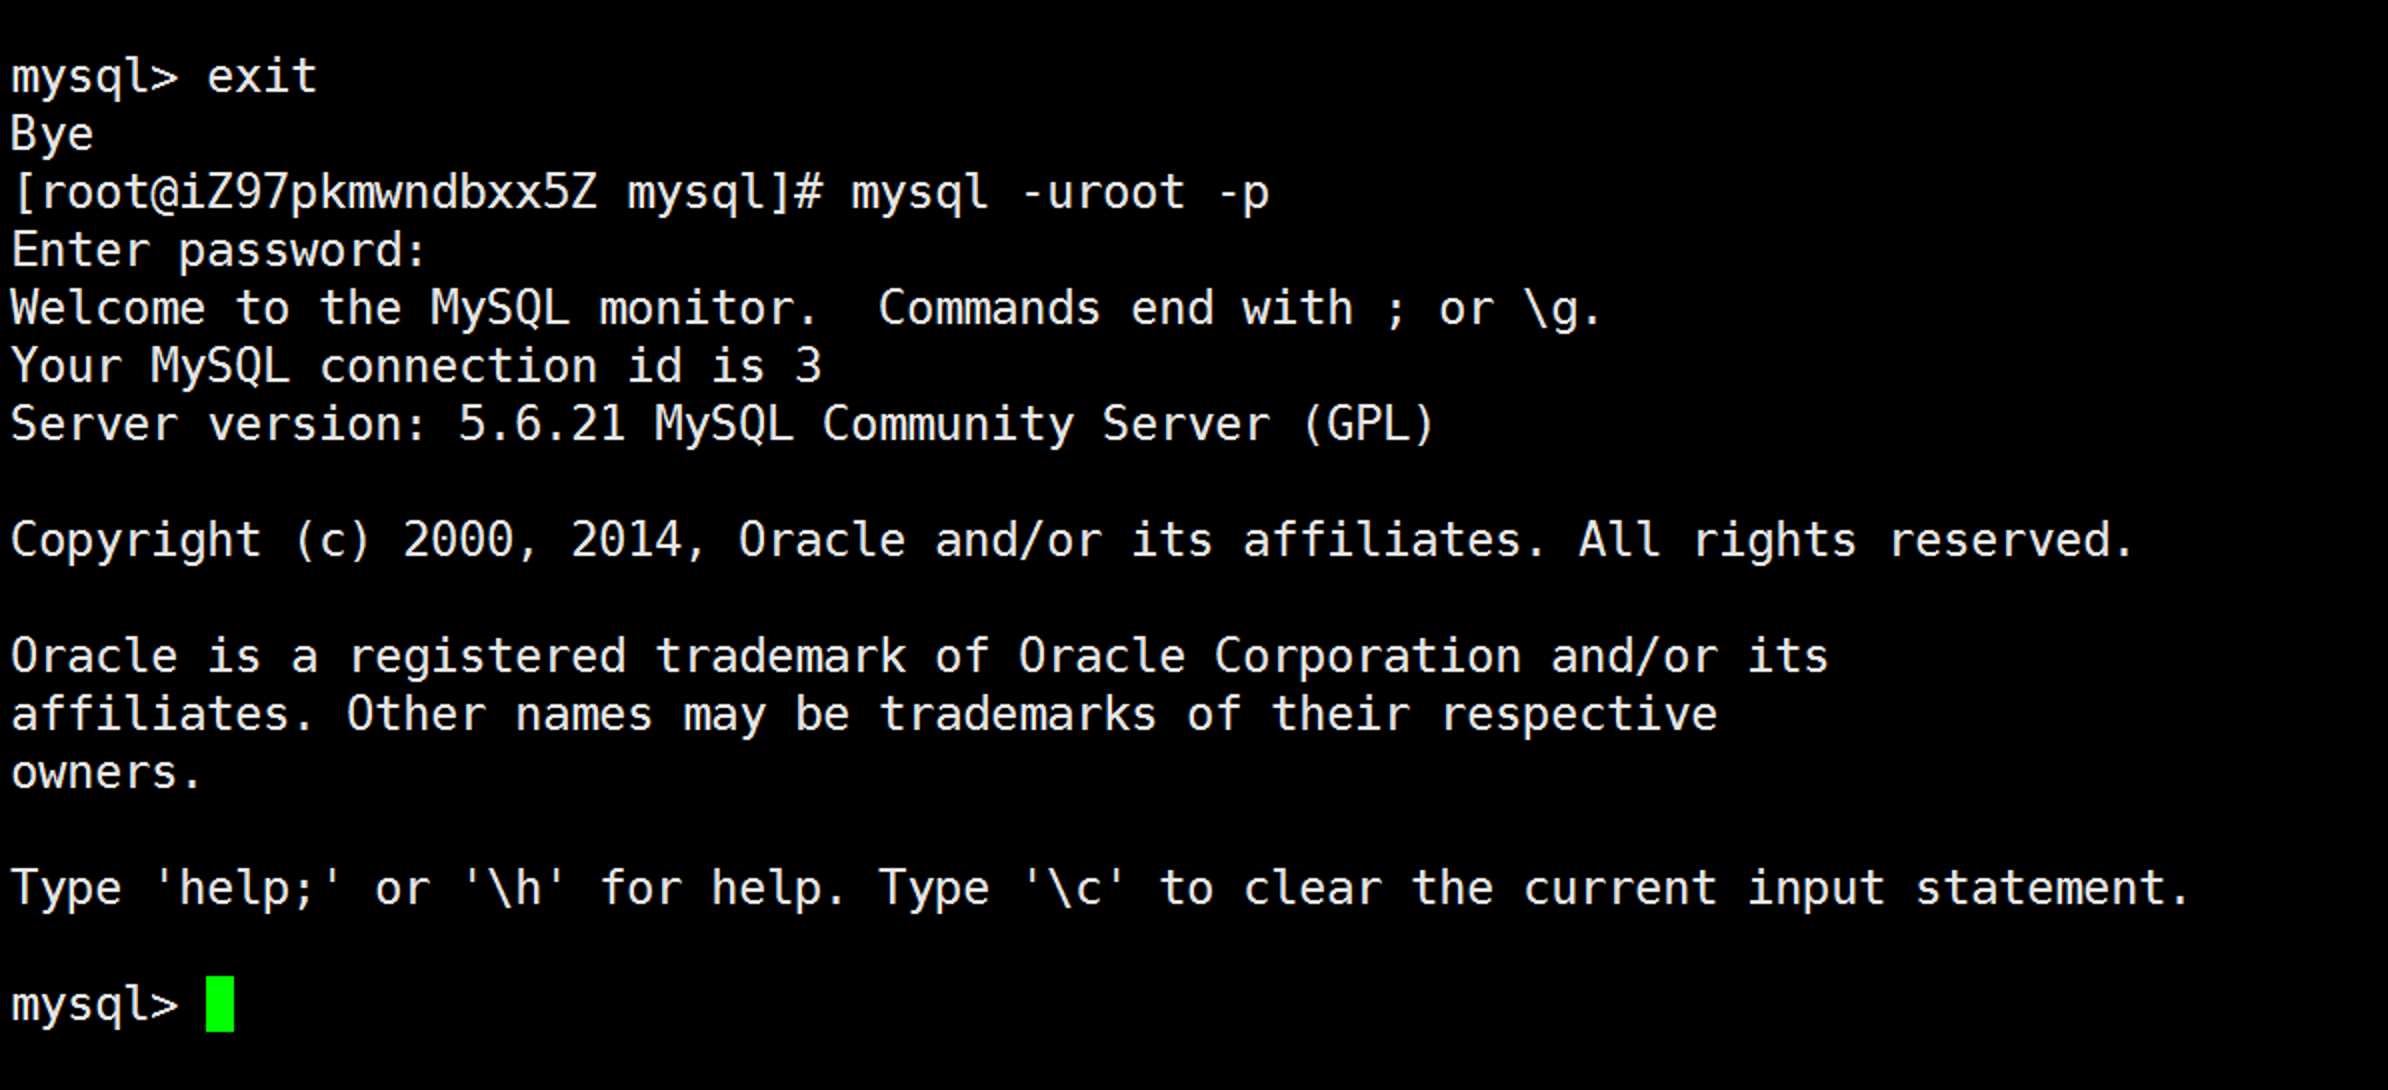 mysql> exit
Bye
[root@iZ97pkmwndbxx5Z mysql]# mysql -uroot -p
Enter password:
Welcome to the MySQL monitor.  Commands end with ; or \g.
Your MySQL connection id is 3
Server version: 5.6.21 MySQL Community Server (GPL)
Copyright (c) 2000, 2014, Oracle and/or its affiliates. All rights reserved.
Oracle is a registered trademark of Oracle Corporation and/or its
affiliates. Other names may be trademarks of their respective
owners.
Type 'help;' or '\h' for help. Type '\c' to clear the current input statement.
mysql>